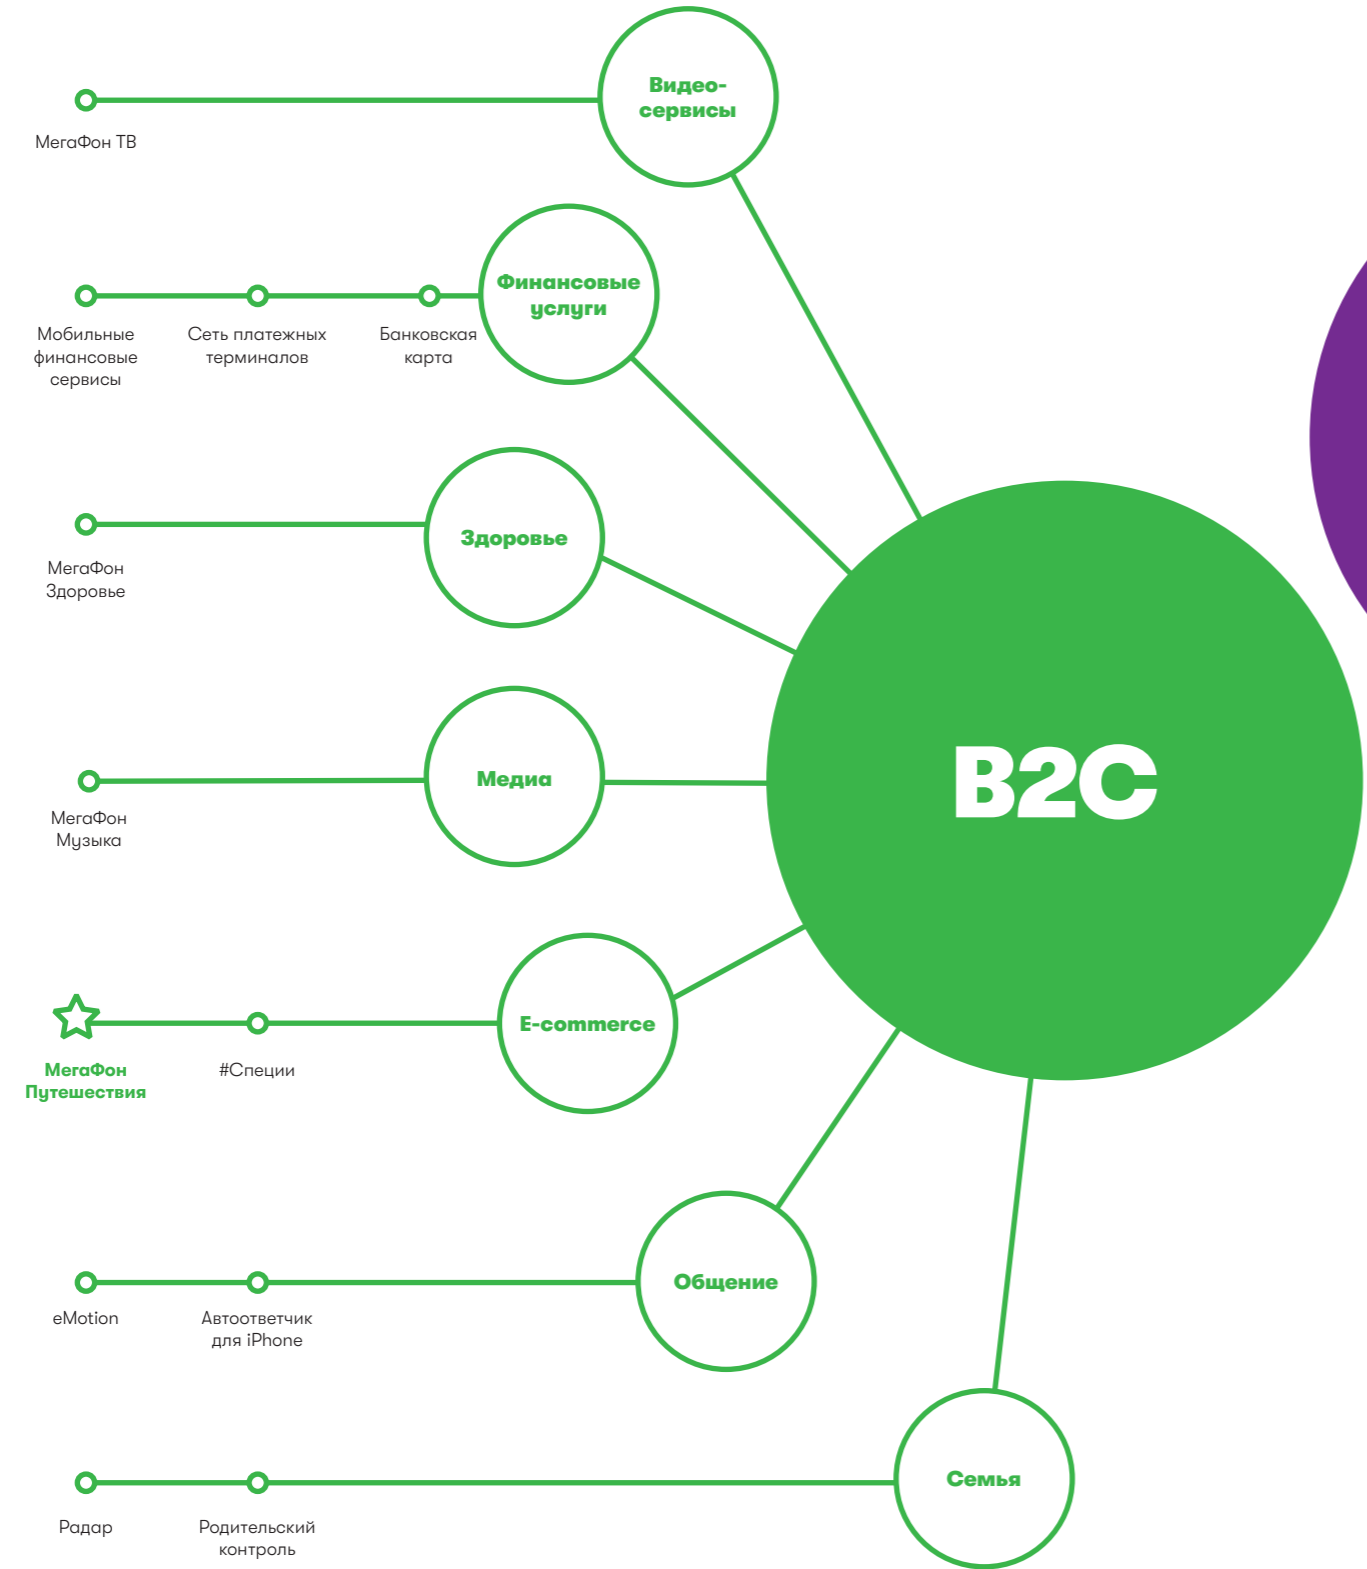 Видео-
сервисы
МегаФон ТВ
Финансовые
услуги
Мобильные
финансовые
сервисы
Сеть платежных
терминалов
Банковская
карта
Здоровье
МегаФон
Здоровье
B2C
Медиа
МегаФон
Музыка
E-commerce
МегаФон
Путешествия
#Специи
Общение
eMotion
Автоответчик
для iPhone
Семья
Радар
Родительский
контроль